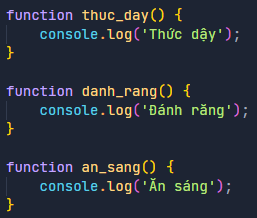 function thuc_day() {
    console.log('Thức dậy');
}

function danh_rang() {
    console.log('Đánh răng');
}

function an_sang() {
    console.log('Ăn sáng');
}